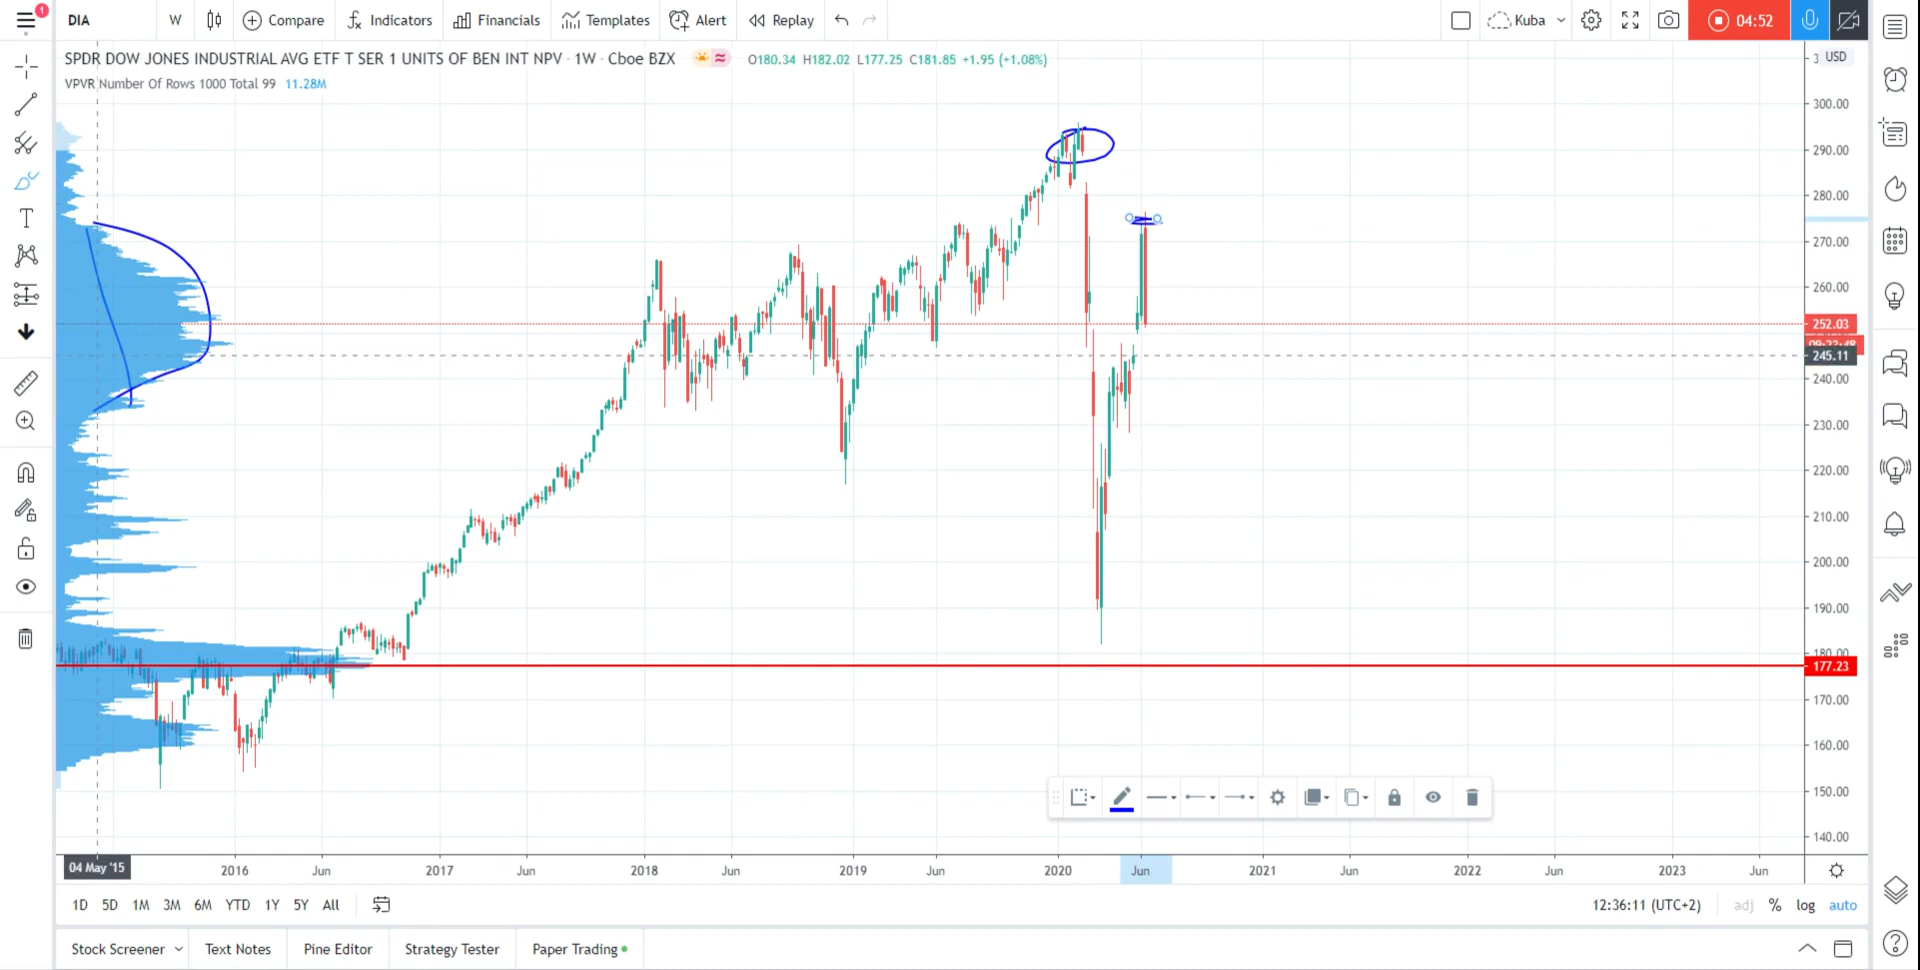 1
DIA W Compare Indicators Financials Templates Alert Replay Kuba 04:52
SPDR DOW JONES INDUSTRIAL AVG ETF T SER 1 UNITS OF BEN INT NPV · 1W · Cboe BZX O180.34 H182.02 L177.25 C181.85 +1.95 (+1.08%)
VPVR Number Of Rows 1000 Total 99 11.28M
USD
300.00
290.00
280.00
270.00
260.00
252.03
245.11
240.00
230.00
220.00
210.00
200.00
190.00
180.00
177.23
170.00
160.00
150.00
140.00
04 May '15 2016 Jun 2017 Jun 2018 Jun 2019 Jun 2020 Jun 2021 Jun 2022 Jun 2023 Jun
1D 5D 1M 3M 6M YTD 1Y 5Y All 12:36:11 (UTC+2) adj % log auto
Stock Screener Text Notes Pine Editor Strategy Tester Paper Trading